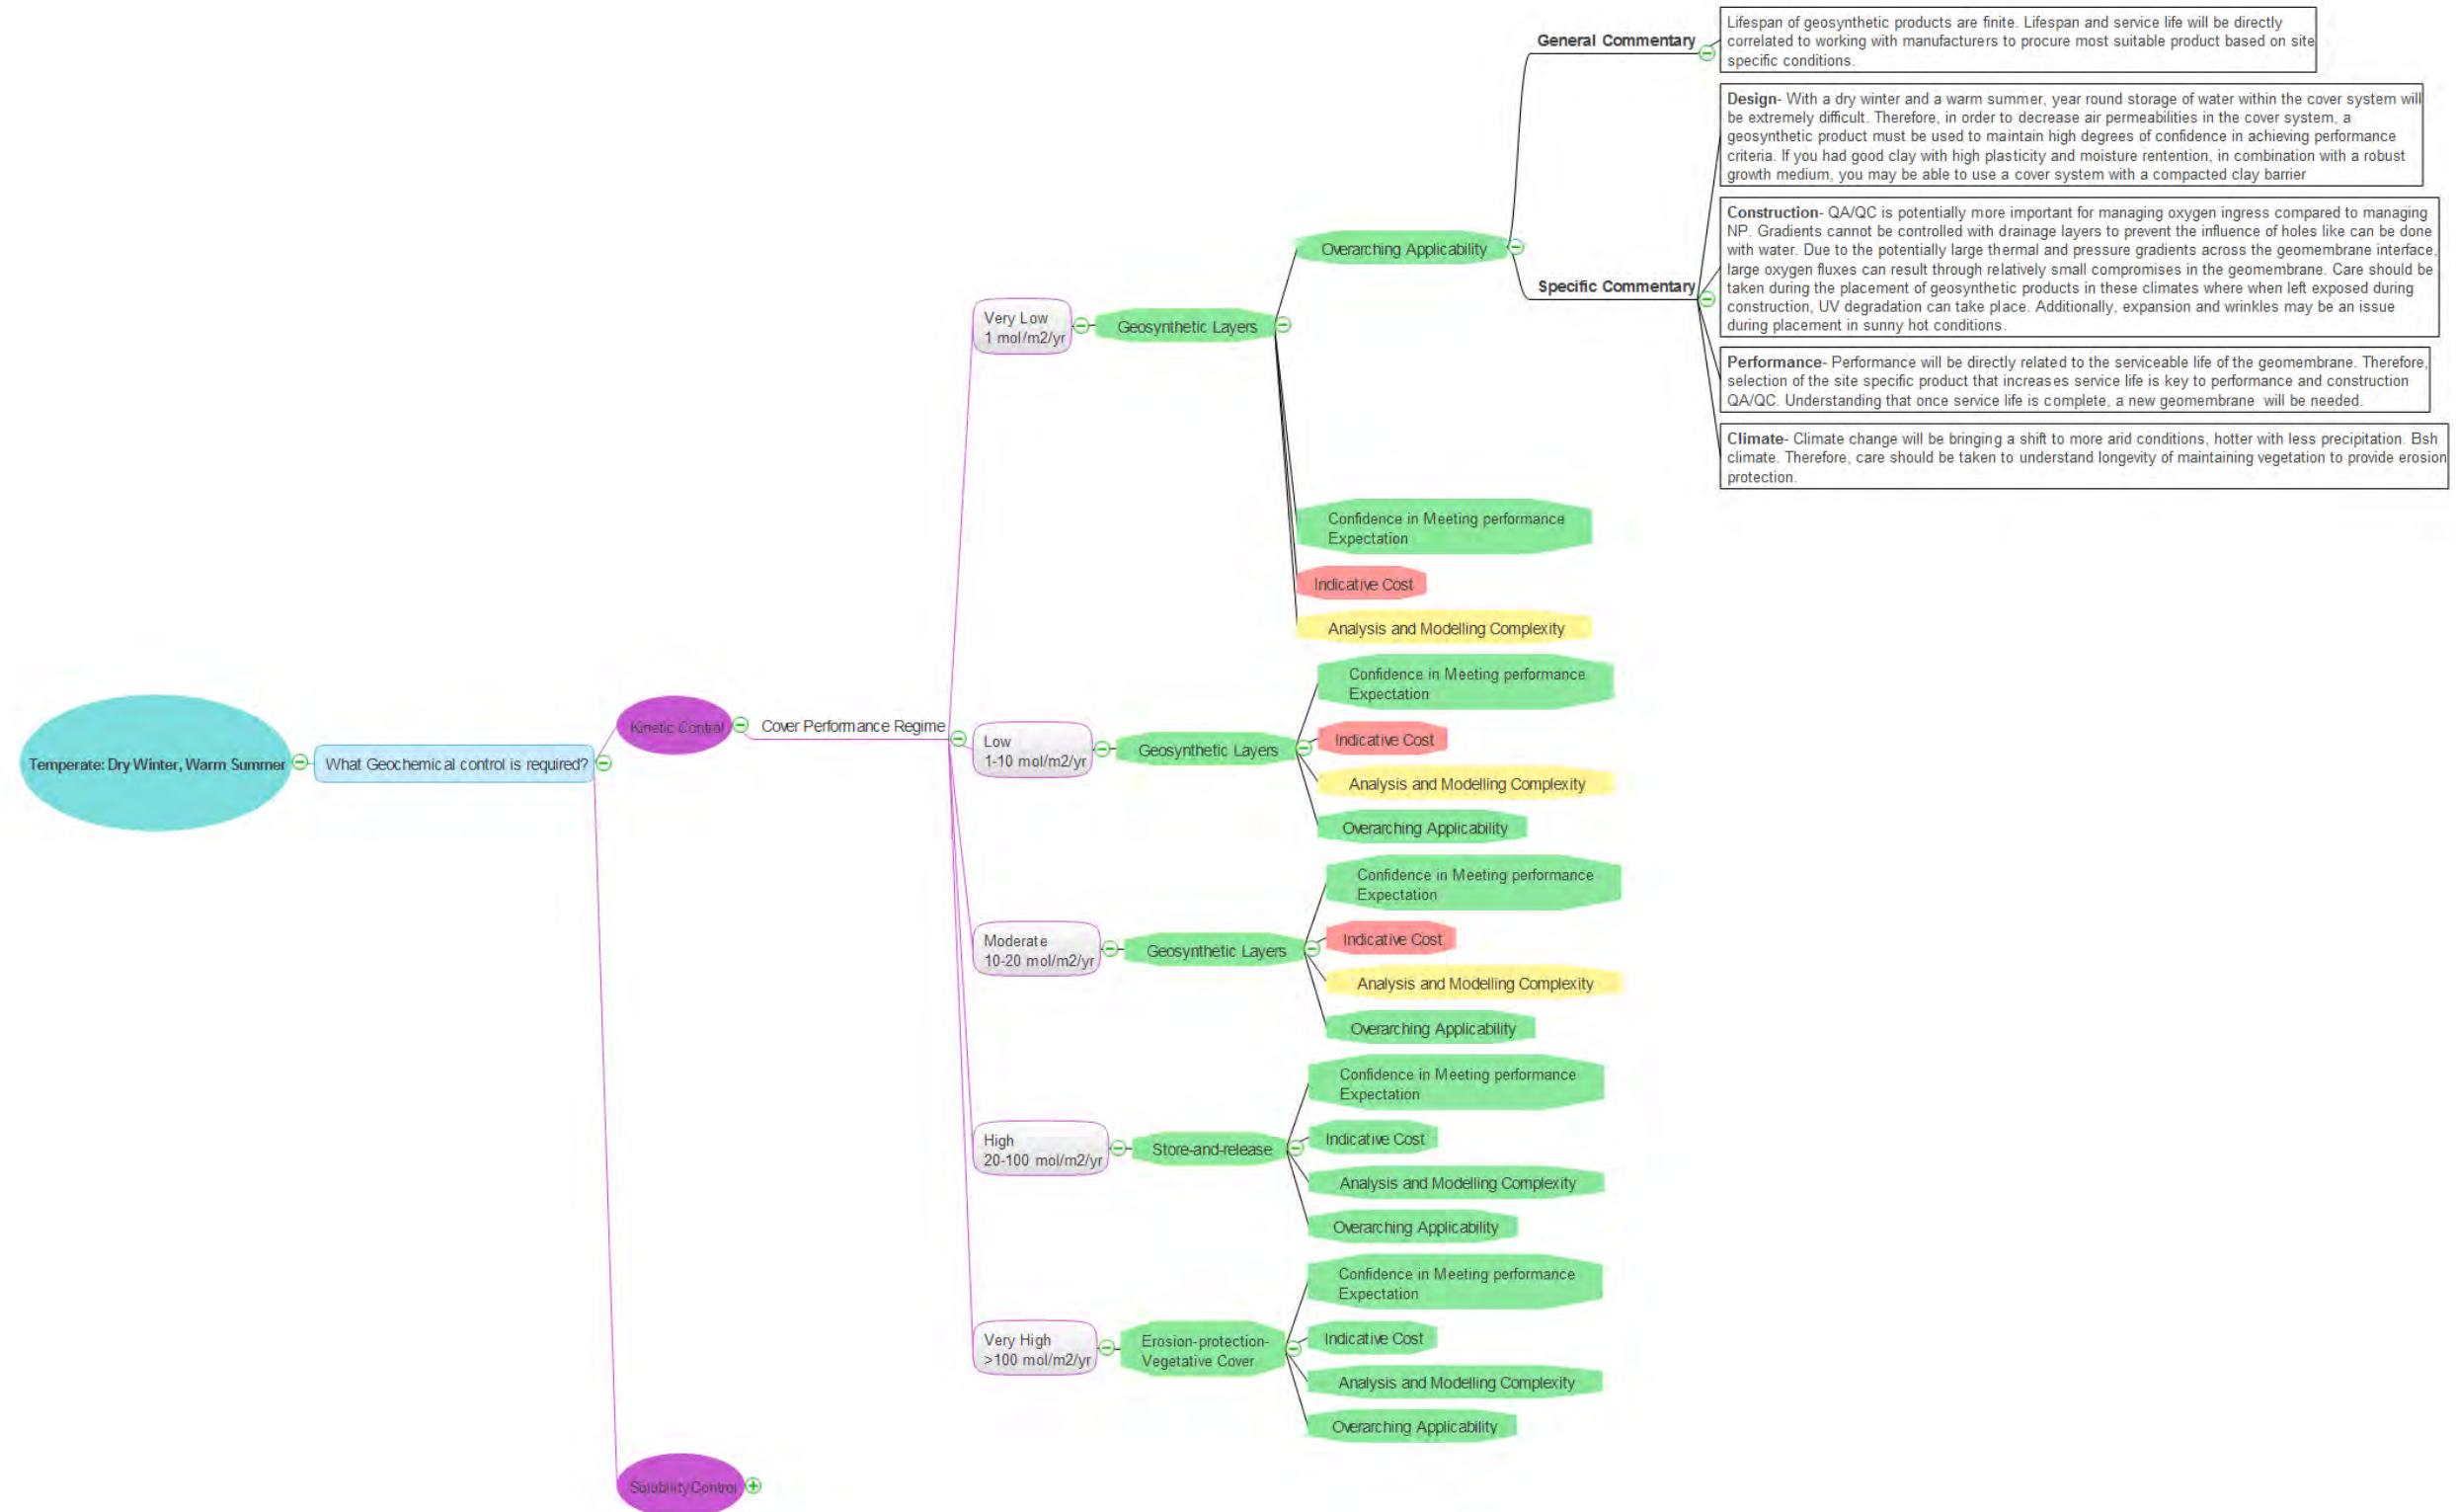 Temperate: Dry Winter, Warm Summer
What Geochemical control is required?
Kinetic Control
Cover Performance Regime
Very Low
1 mol/m2/yr
Geosynthetic Layers
Overarching Applicability
General Commentary
Lifespan of geosynthetic products are finite. Lifespan and service life will be directly
correlated to working with manufacturers to procure most suitable product based on site
specific conditions.
Specific Commentary
Design- With a dry winter and a warm summer, year round storage of water within the cover system will
be extremely difficult. Therefore, in order to decrease air permeabilities in the cover system, a
geosynthetic product must be used to maintain high degrees of confidence in achieving performance
criteria. If you had good clay with high plasticity and moisture rentention, in combination with a robust
growth medium, you may be able to use a cover system with a compacted clay barrier
Construction- QA/QC is potentially more important for managing oxygen ingress compared to managing
NP. Gradients cannot be controlled with drainage layers to prevent the influence of holes like can be done
with water. Due to the potentially large thermal and pressure gradients across the geomembrane interface,
large oxygen fluxes can result through relatively small compromises in the geomembrane. Care should be
taken during the placement of geosynthetic products in these climates where when left exposed during
construction, UV degradation can take place. Additionally, expansion and wrinkles may be an issue
during placement in sunny hot conditions.
Performance- Performance will be directly related to the serviceable life of the geomembrane. Therefore,
selection of the site specific product that increases service life is key to performance and construction
QA/QC. Understanding that once service life is complete, a new geomembrane will be needed.
Climate- Climate change will be bringing a shift to more arid conditions, hotter with less precipitation. Bsh
climate. Therefore, care should be taken to understand longevity of maintaining vegetation to provide erosion
protection.
Confidence in Meeting performance
Expectation
Indicative Cost
Analysis and Modelling Complexity
Low
1-10 mol/m2/yr
Geosynthetic Layers
Confidence in Meeting performance
Expectation
Indicative Cost
Analysis and Modelling Complexity
Overarching Applicability
Moderate
10-20 mol/m2/yr
Geosynthetic Layers
Confidence in Meeting performance
Expectation
Indicative Cost
Analysis and Modelling Complexity
Overarching Applicability
High
20-100 mol/m2/yr
Store-and-release
Confidence in Meeting performance
Expectation
Indicative Cost
Analysis and Modelling Complexity
Overarching Applicability
Very High
>100 mol/m2/yr
Erosion-protection-
Vegetative Cover
Confidence in Meeting performance
Expectation
Indicative Cost
Analysis and Modelling Complexity
Overarching Applicability
Solubility Control